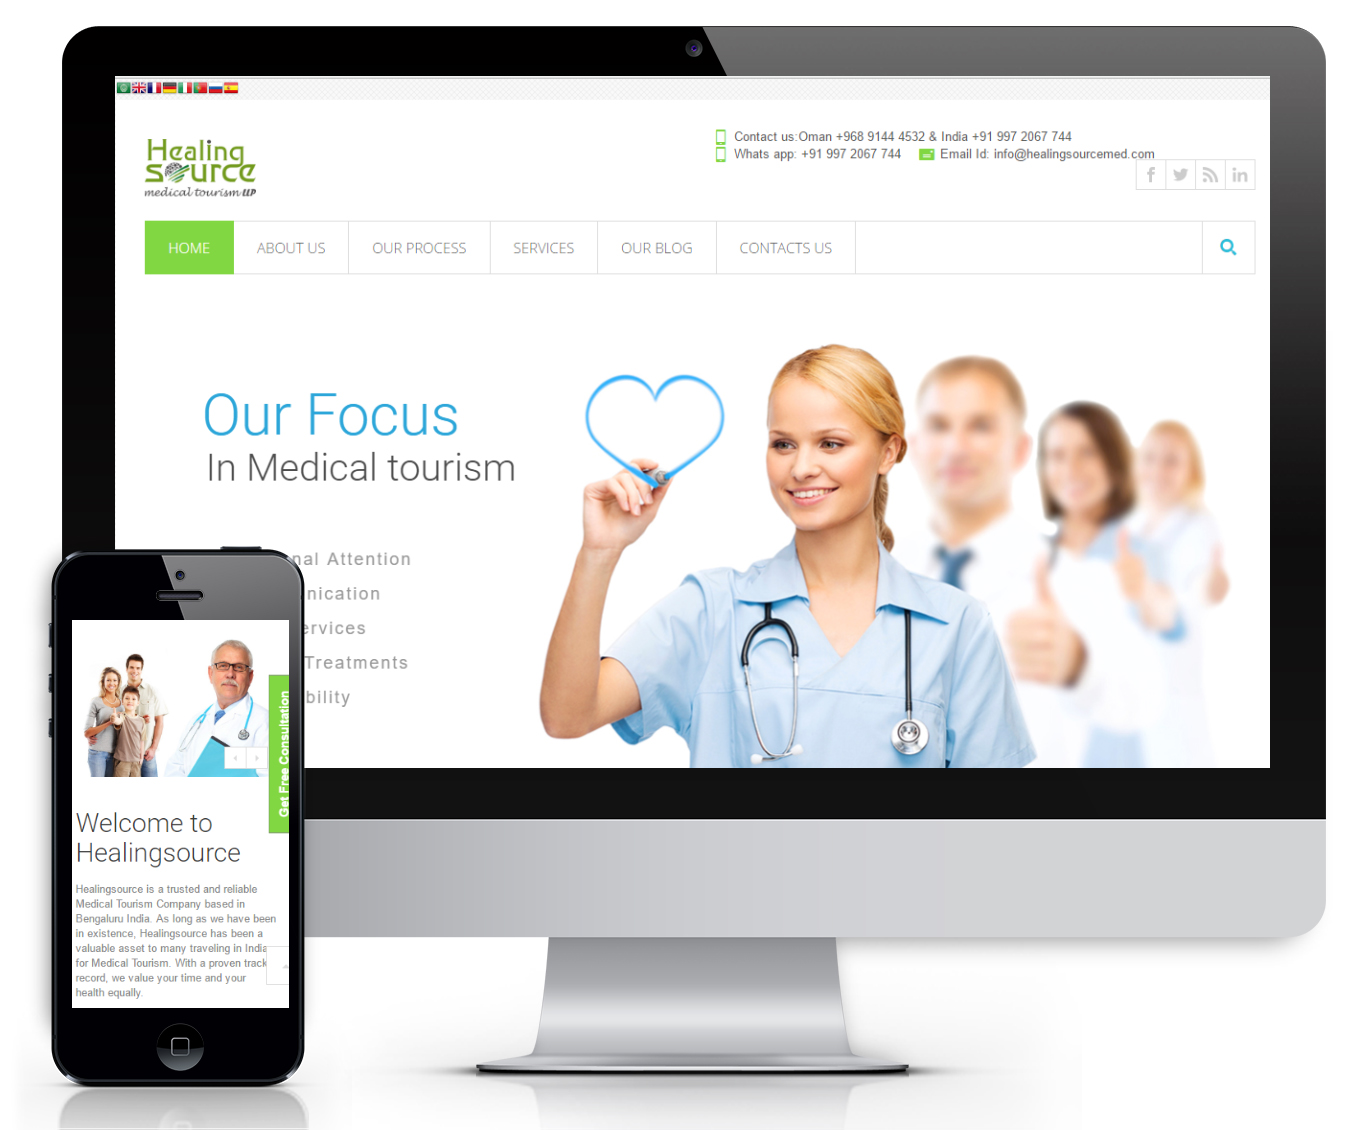 Contact us:Oman +968 9144 4532 & India +91 997 2067 744
Whats app: +91 997 2067 744 Email Id: info@healingsourcemed.com
Healing
source
medical tourism LLP
HOME ABOUT US OUR PROCESS SERVICES OUR BLOG CONTACTS US
Our Focus
In Medical tourism
nal Attention
nication
ervices
Treatments
bility
Get Free Consultation
Welcome to
Healingsource
Healingsource is a trusted and reliable
Medical Tourism Company based in
Bengaluru India. As long as we have been
in existence, Healingsource has been a
valuable asset to many traveling in India
for Medical Tourism. With a proven track
record, we value your time and your
health equally.